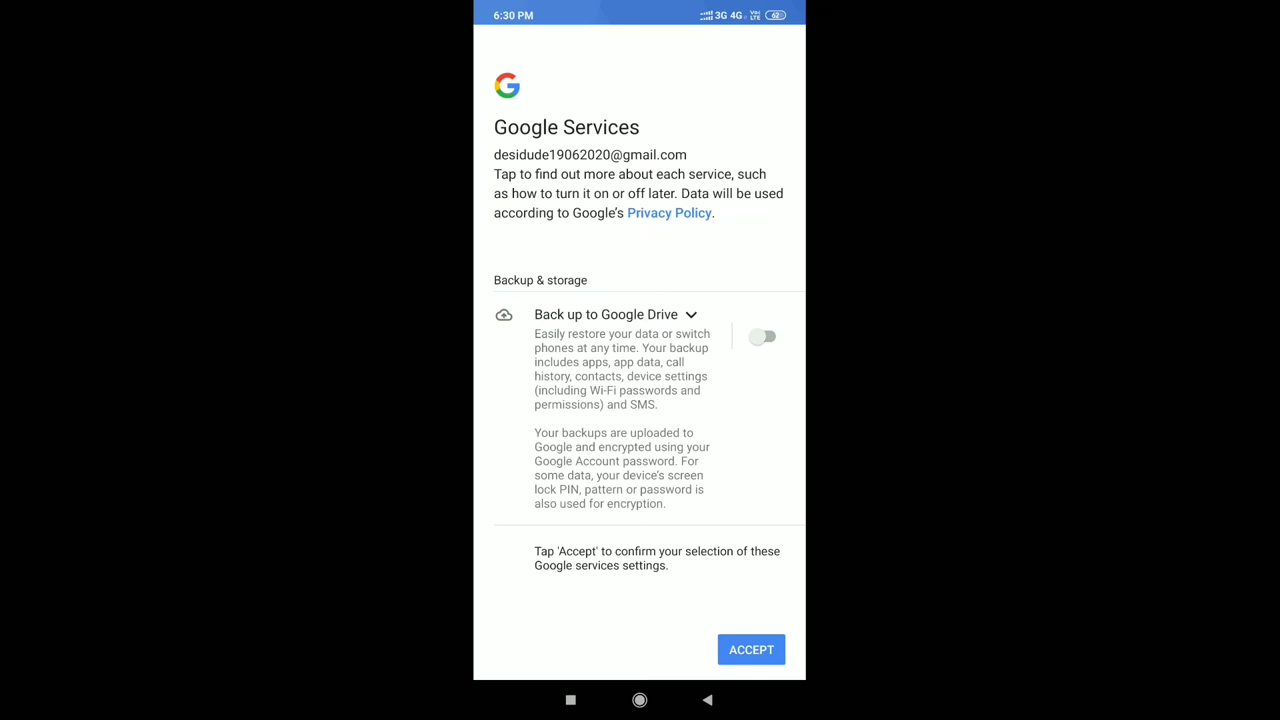 6:30 PM
3G 4G Vo LTE 62
Google Services
desidude19062020@gmail.com
Tap to find out more about each service, such
as how to turn it on or off later. Data will be used
according to Google's Privacy Policy.
Backup & storage
Back up to Google Drive
Easily restore your data or switch
phones at any time. Your backup
includes apps, app data, call
history, contacts, device settings
(including Wi-Fi passwords and
permissions) and SMS.
Your backups are uploaded to
Google and encrypted using your
Google Account password. For
some data, your device's screen
lock PIN, pattern or password is
also used for encryption.
Tap 'Accept' to confirm your selection of these
Google services settings.
ACCEPT